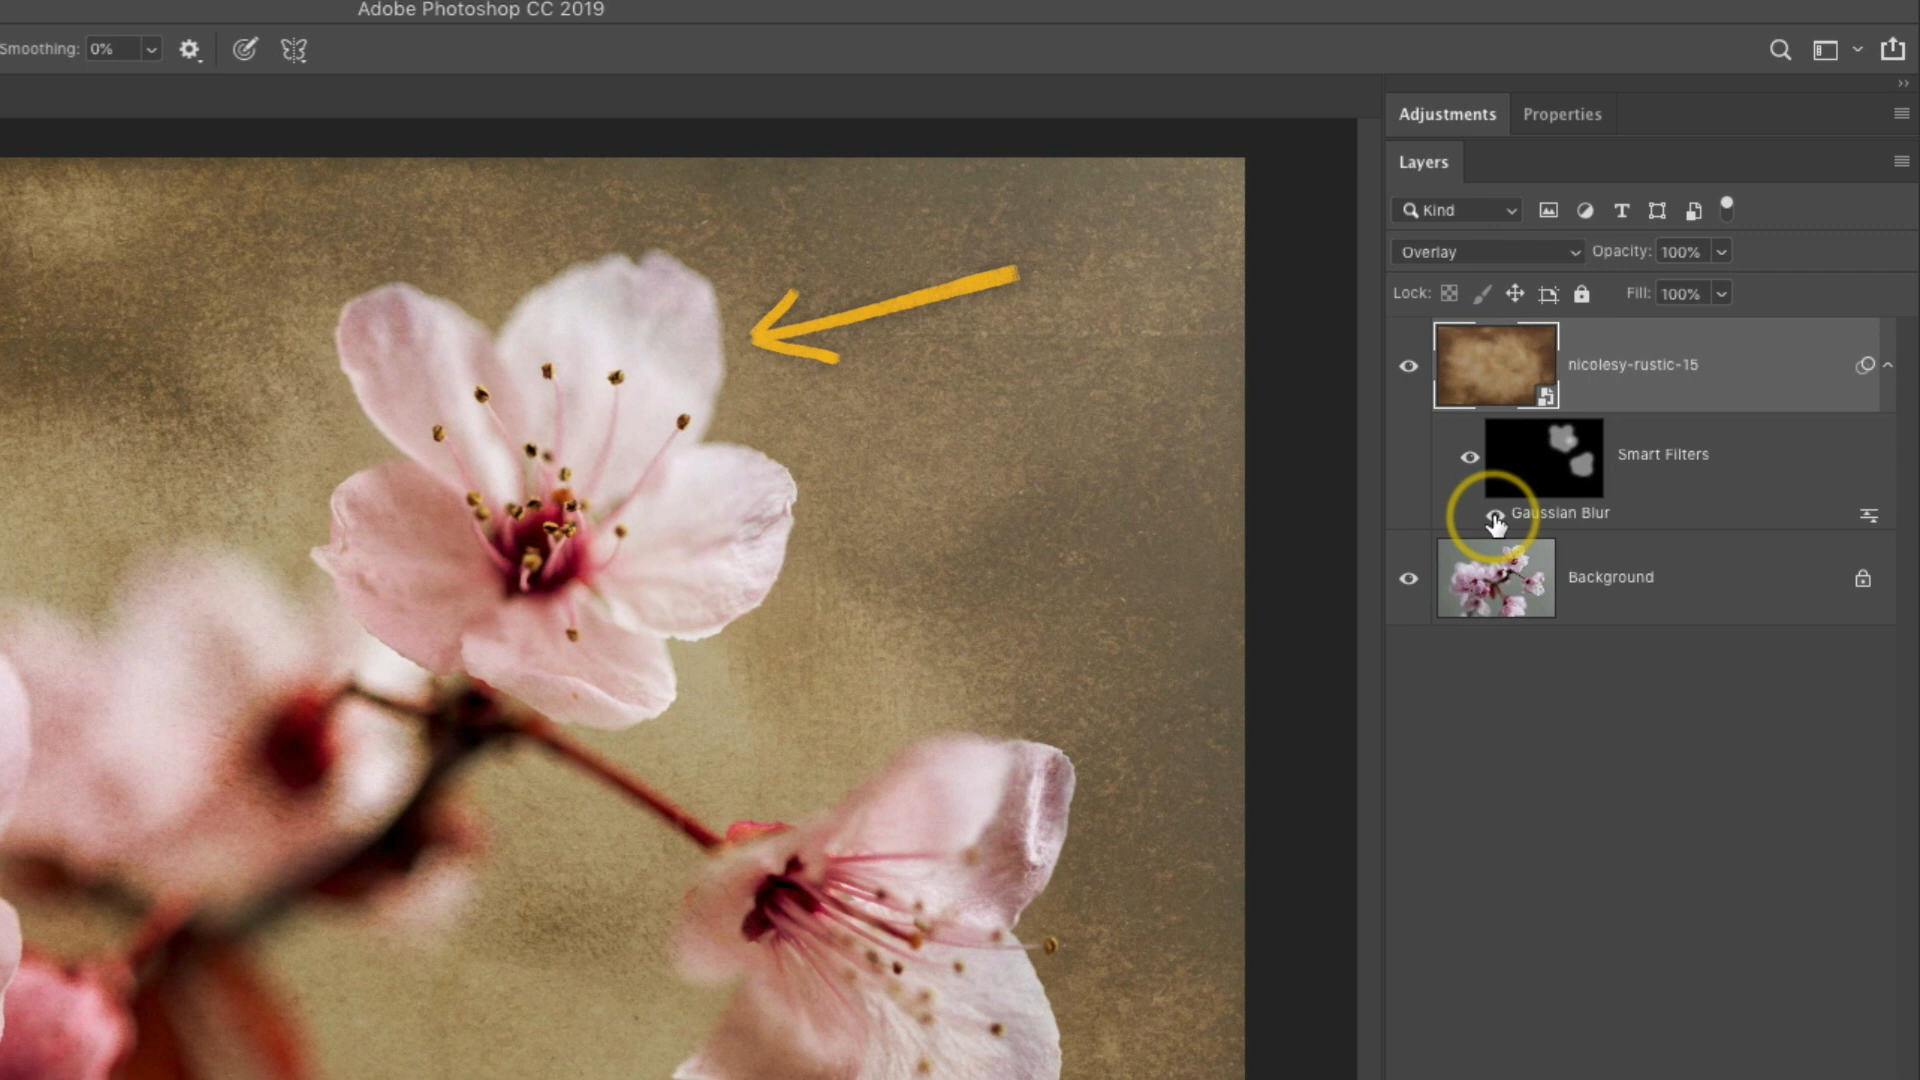 Adobe Photoshop CC 2019
Smoothing: 0%
Adjustments Properties
Layers
Kind
Overlay Opacity: 100%
Lock: Fill: 100%
nicolesy-rustic-15
Smart Filters
Gaussian Blur
Background